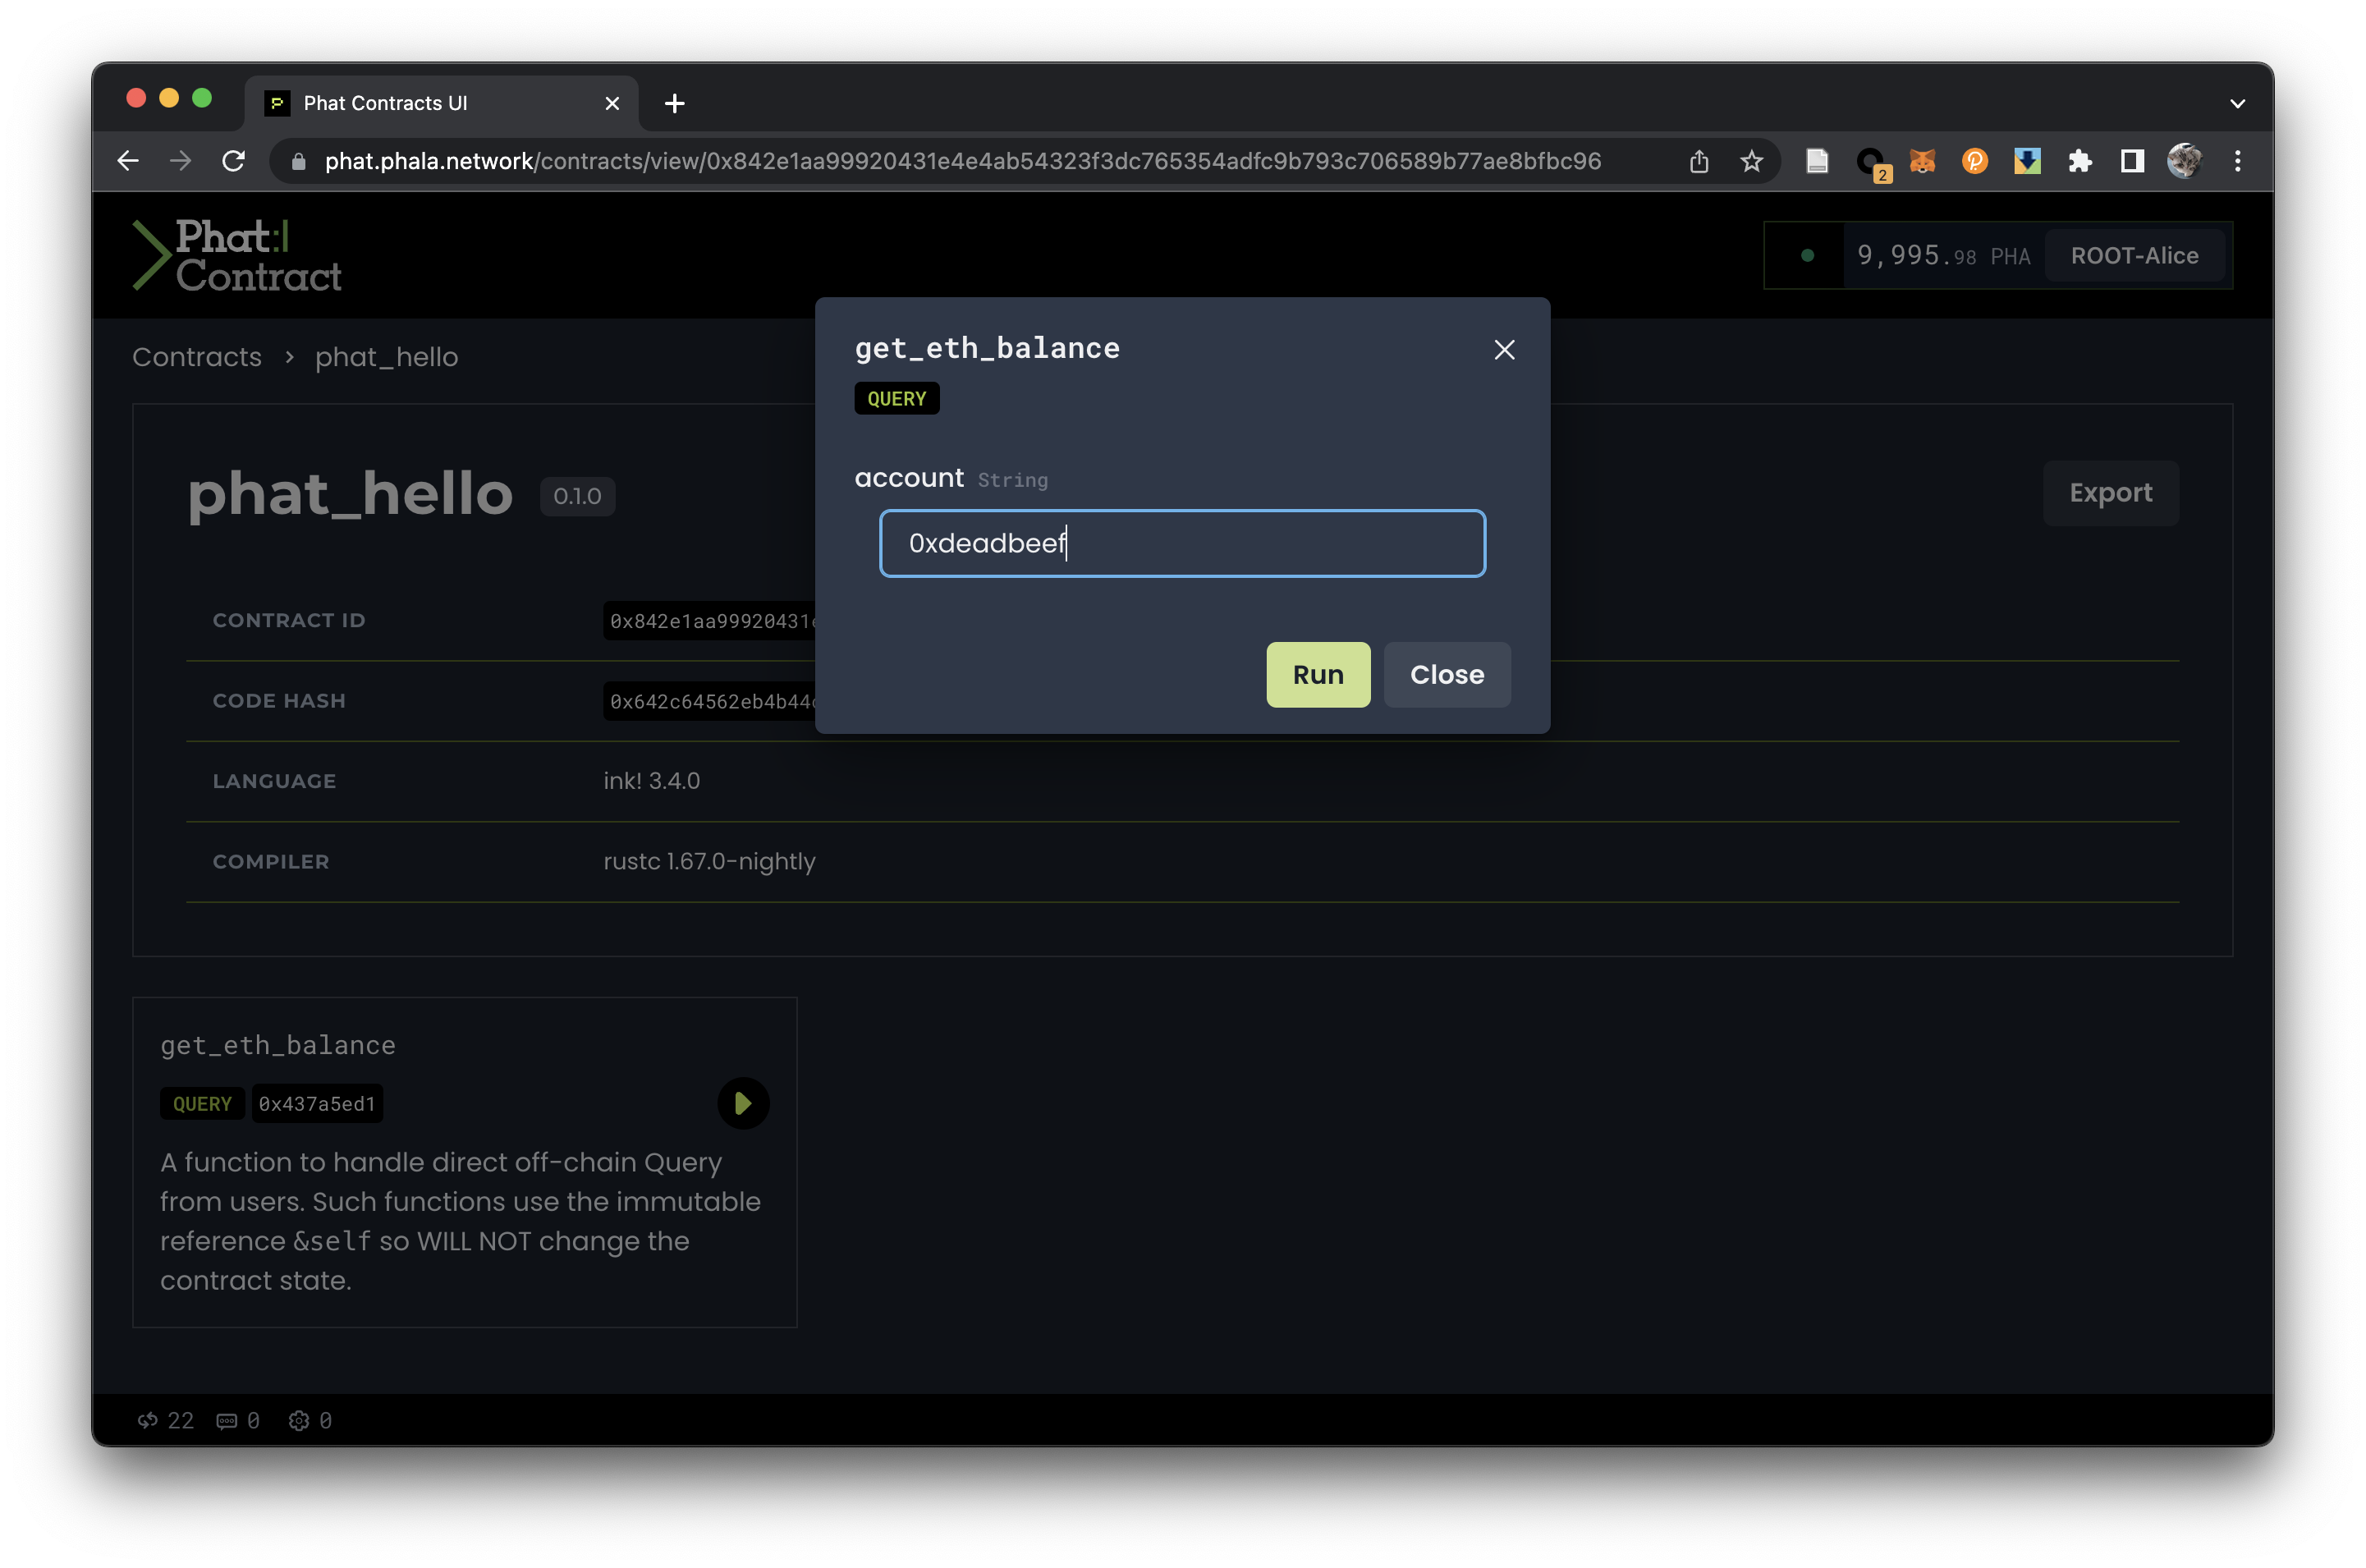 Phat Contracts UI
phat.phala.network/contracts/view/0x842e1aa99920431e4e4ab54323f3dc765354adfc9b793c706589b77ae8bfbc96
2
Phat
Contract
9,995.98 PHA
ROOT-Alice
Contracts > phat_hello
get_eth_balance
QUERY
account String
0xdeadbeef
Run
Close
phat_hello 0.1.0
Export
CONTRACT ID
0x842e1aa99920431
CODE HASH
0x642c64562eb4b44
LANGUAGE
ink! 3.4.0
COMPILER
rustc 1.67.0-nightly
get_eth_balance
QUERY 0x437a5ed1
A function to handle direct off-chain Query
from users. Such functions use the immutable
reference &self so WILL NOT change the
contract state.
22 0 0